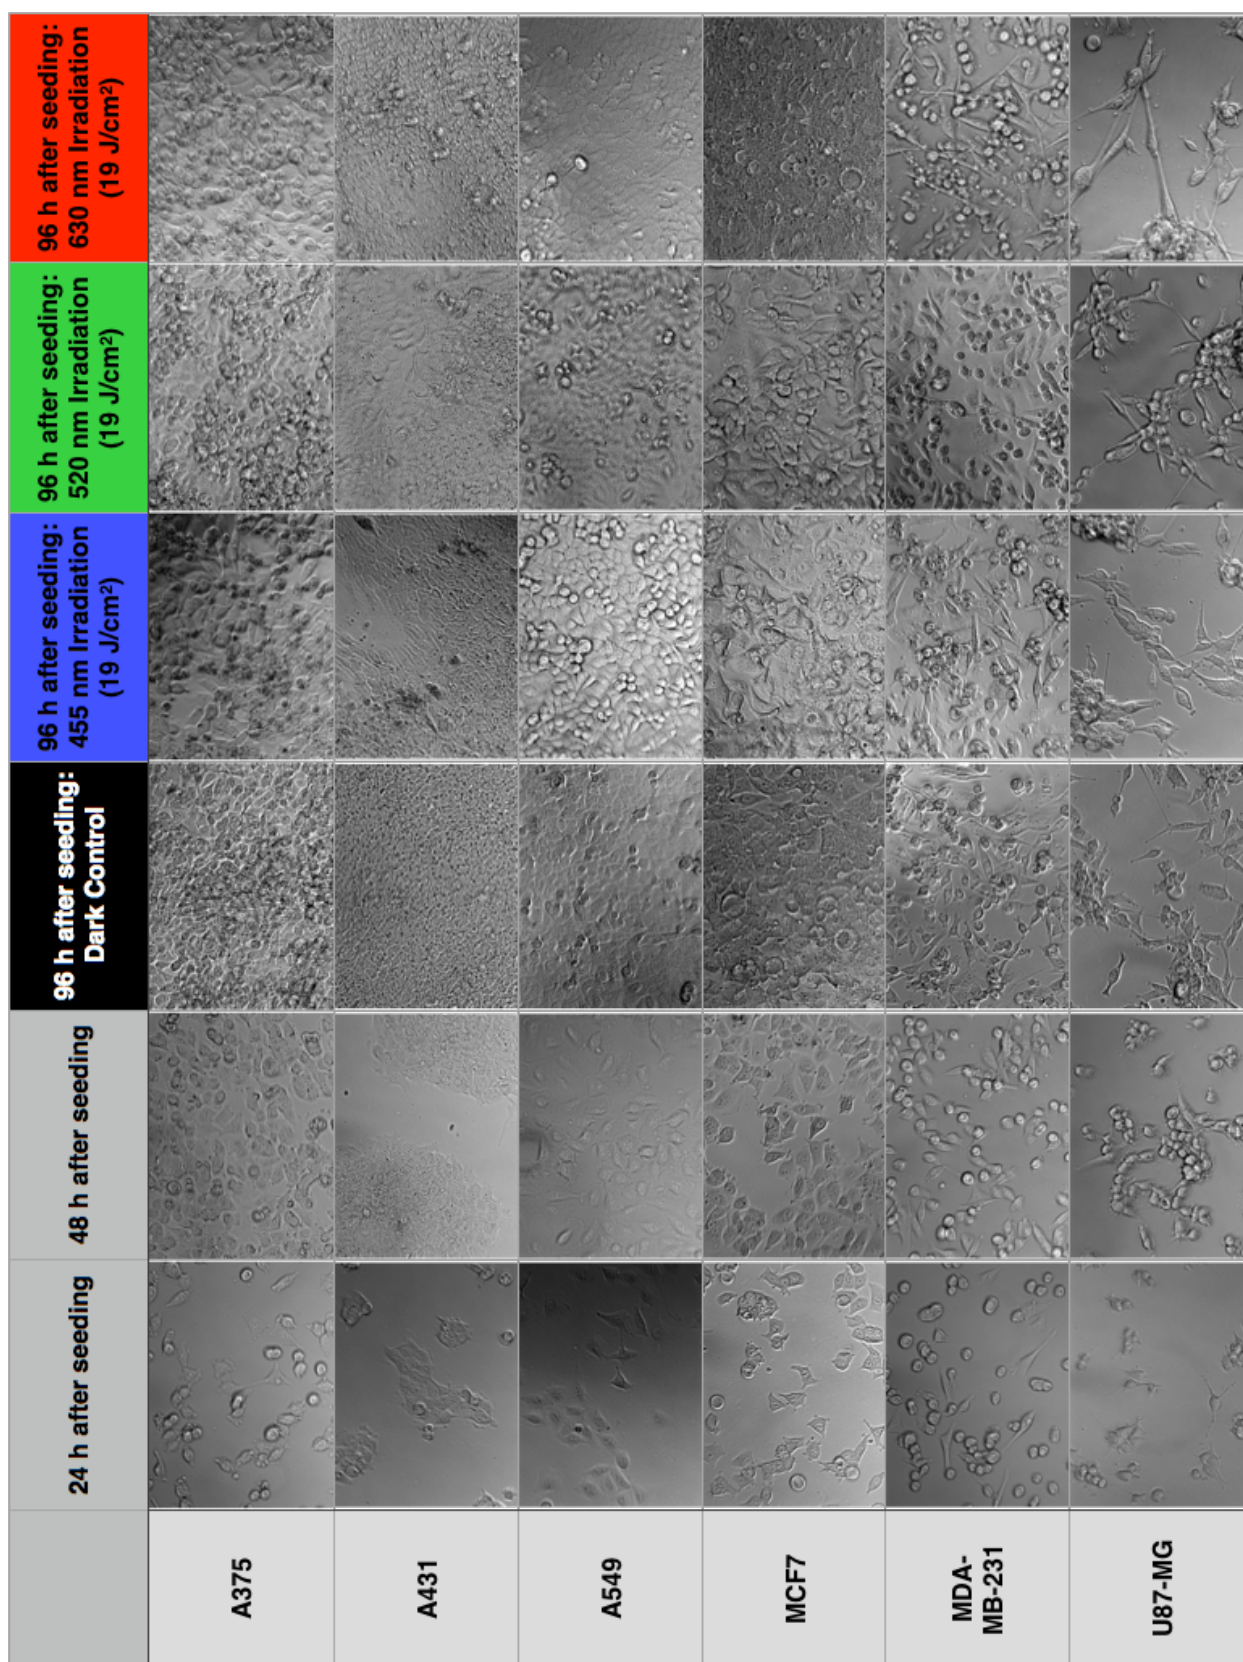 24 h after seeding
48 h after seeding
96 h after seeding:
Dark Control
96 h after seeding:
455 nm Irradiation
(19 J/cm²)
96 h after seeding:
520 nm Irradiation
(19 J/cm²)
96 h after seeding:
630 nm Irradiation
(19 J/cm²)
A375
A431
A549
MCF7
MDA-
MB-231
U87-MG